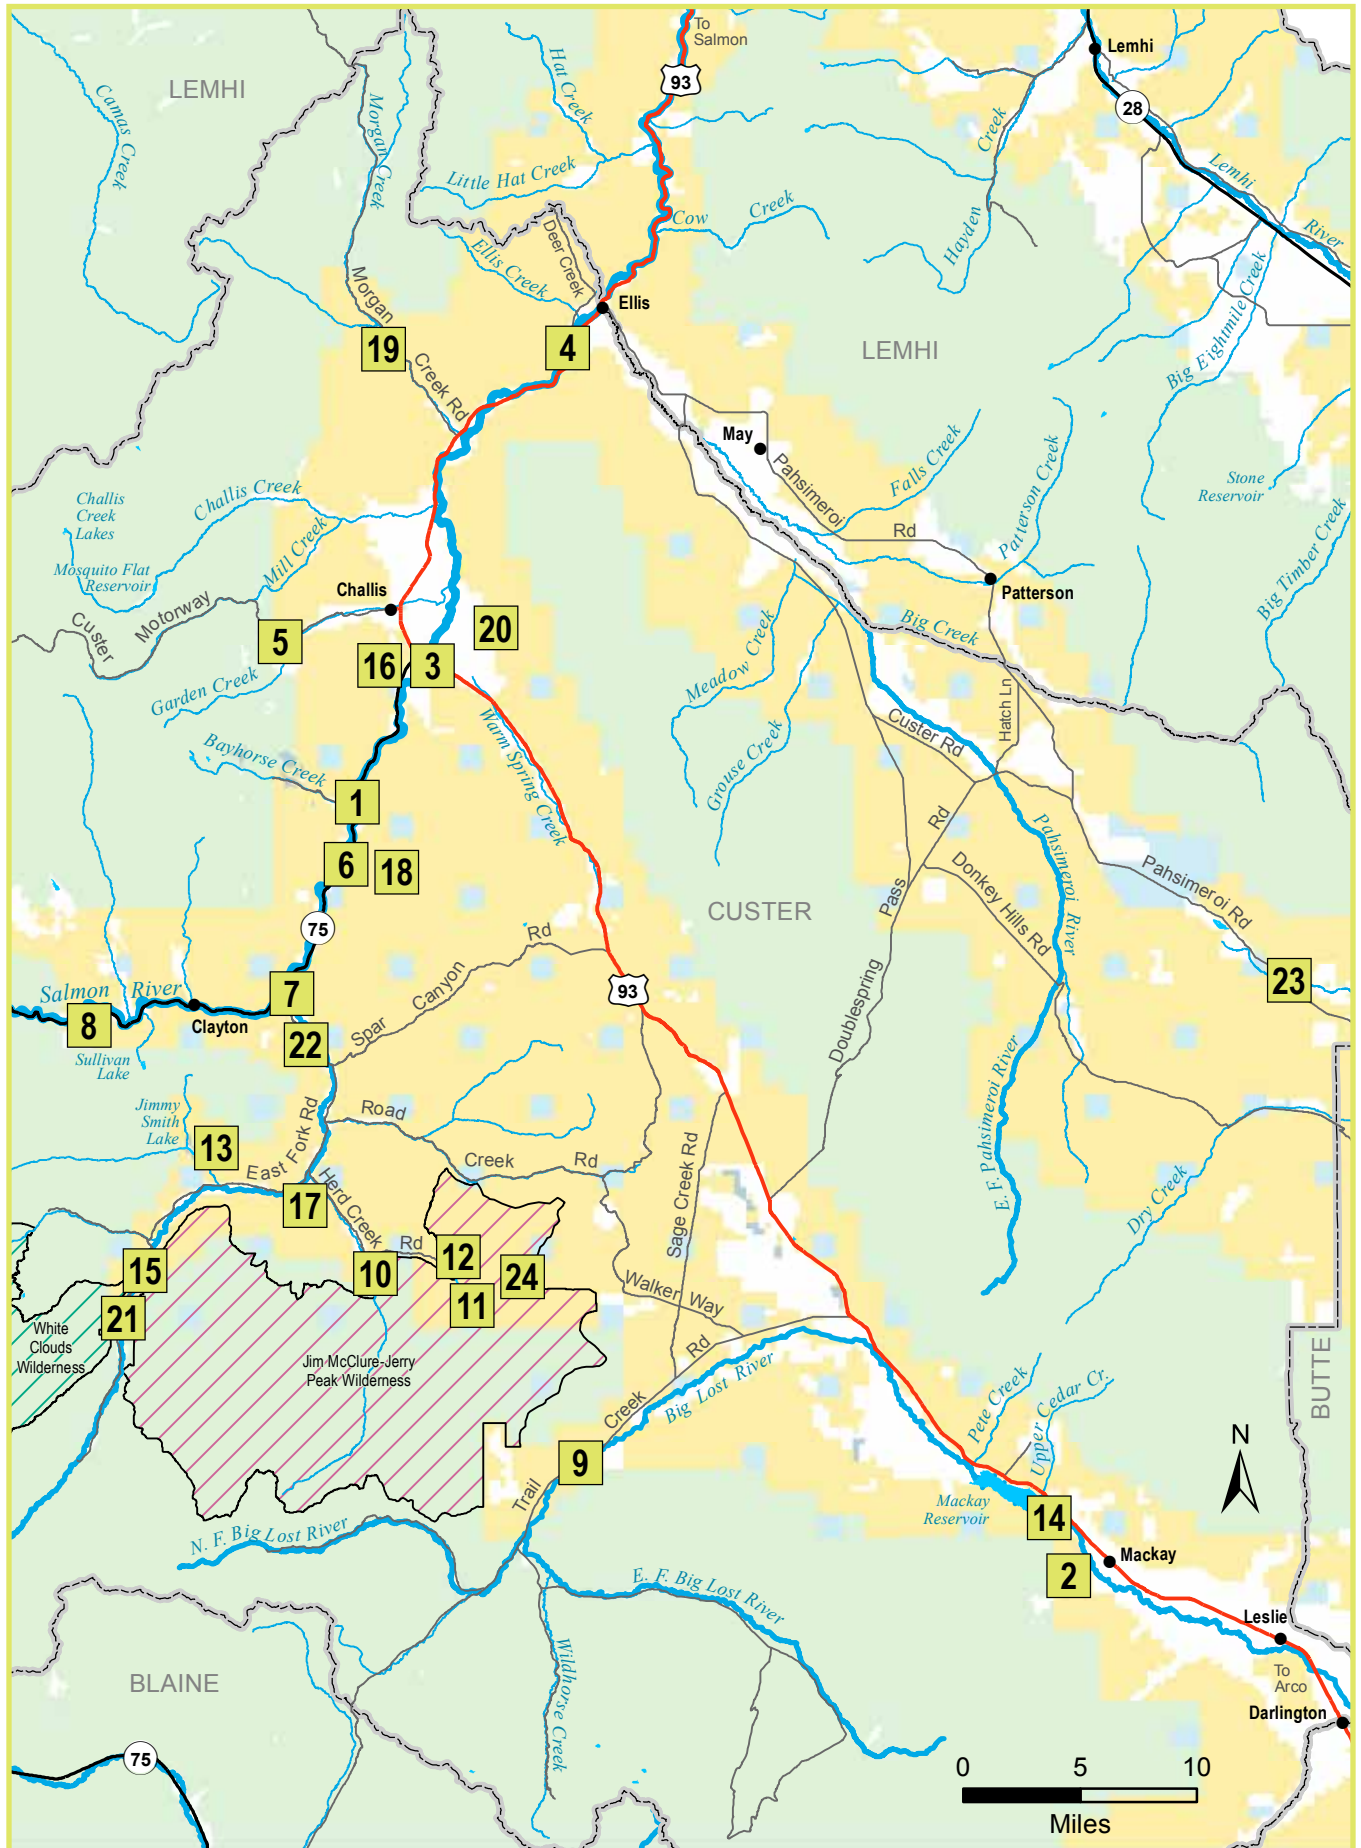 To
Salmon
93
Lemhi
28
LEMHI
Camas Creek
Morgan Creek
Hat Creek
Little Hat Creek
Cow Creek
Hayden Creek
Lemhi River
Big Eightmile Creek
Ellis Creek
Deer Creek
Ellis
Morgan Creek Rd
19
4
LEMHI
May
Pahsimeroi Rd
Falls Creek
Patterson Creek
Patterson
Stone
Reservoir
Big Timber Creek
Challis
Creek
Lakes
Challis Creek
Mosquito Flat
Reservoir
Mill Creek
Custer Motorway
Challis
5
20
16
3
Garden Creek
Meadow Creek
Big Creek
Grouse Creek
Custer Rd
Hatch Ln
Warm Spring Creek
Bayhorse Creek
1
6
18
75
CUSTER
Doublespring Pass Rd
Donkey Hills Rd
Pahsimeroi River
Pahsimeroi Rd
23
Spar Canyon Rd
93
Salmon River
8
7
Clayton
22
Sullivan
Lake
Jimmy
Smith
Lake
13
East Fork Rd
Road Creek Rd
Sage Creek Rd
E. F. Pahsimeroi River
Dry Creek
17
Herd Creek Rd
10
12
24
11
15
21
Walker Way
White
Clouds
Wilderness
Jim McClure-Jerry
Peak Wilderness
BUTTE
Trail Creek Rd
Big Lost River
9
Pete Creek
Upper Cedar Cr.
N
Mackay
Reservoir
14
Mackay
2
N. F. Big Lost River
E. F. Big Lost River
Wildhorse Creek
Leslie
To
Arco
Darlington
BLAINE
75
0 5 10
Miles